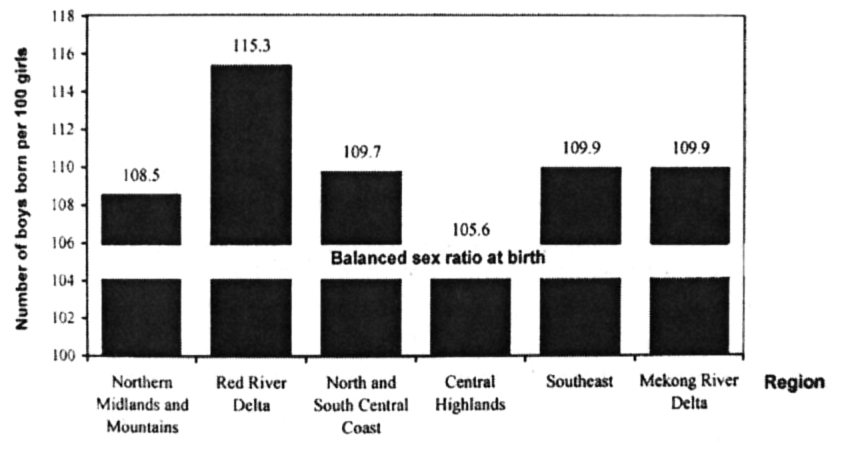 Number of boys born per 100 girls
118
116
114
112
110
108
106
104
102
100
108.5
115.3
109.7
105.6
109.9
109.9
Balanced sex ratio at birth
Northern
Midlands and
Mountains
Red River
Delta
North and
South Central
Coast
Central
Highlands
Southeast
Mekong River
Delta
Region